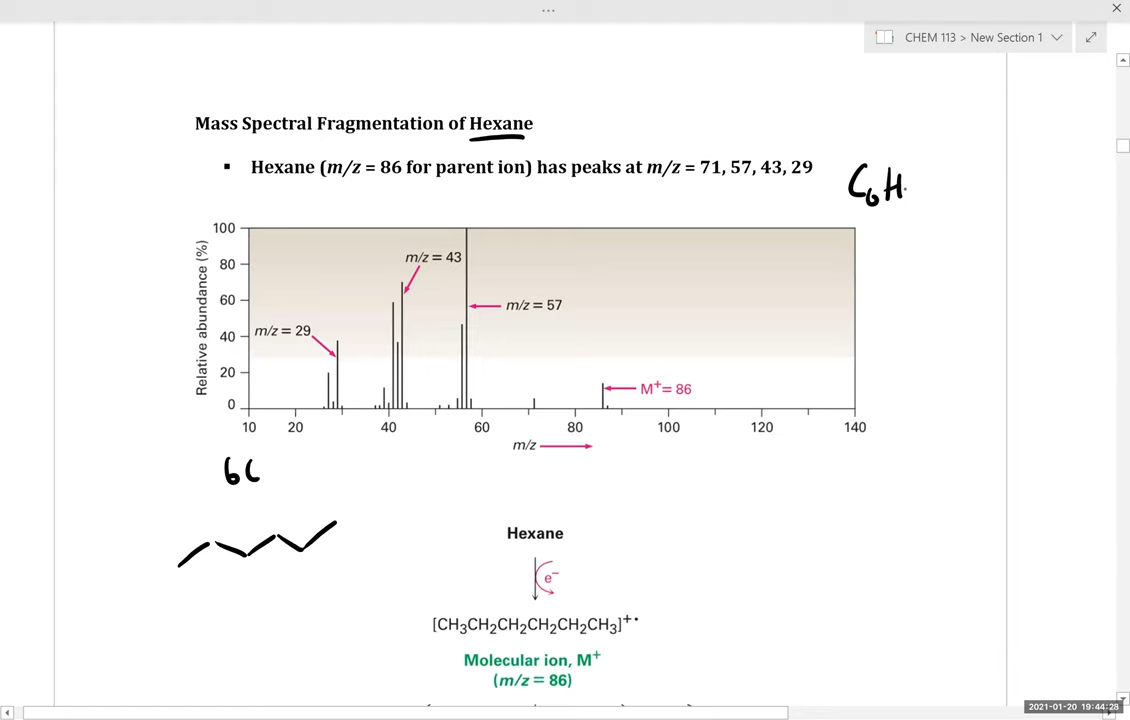 CHEM 113 > New Section 1
Mass Spectral Fragmentation of Hexane
▪ Hexane (m/z = 86 for parent ion) has peaks at m/z = 71, 57, 43, 29
C6H
Relative abundance (%)
100
80
60
40
20
0
m/z = 43
m/z = 57
m/z = 29
M+= 86
10 20 40 60 80 100 120 140
m/z
6C
Hexane
e−
[CH3CH2CH2CH2CH2CH3]+•
Molecular ion, M+
(m/z = 86)
2021-01-20 19:44:28